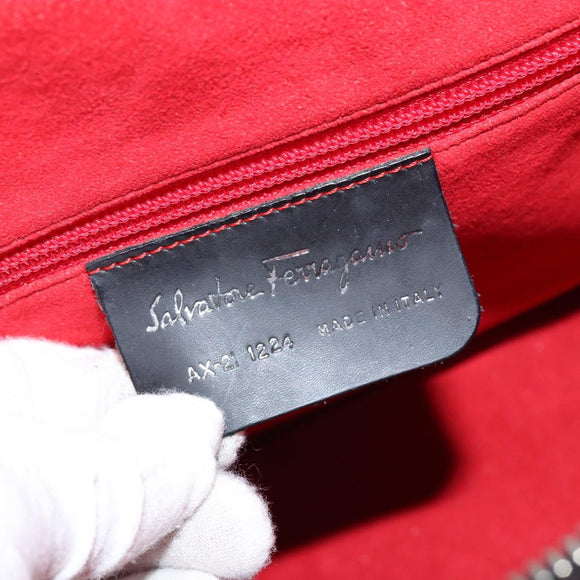 Salvatore Ferragamo
AX-21 1224 MADE IN ITALY